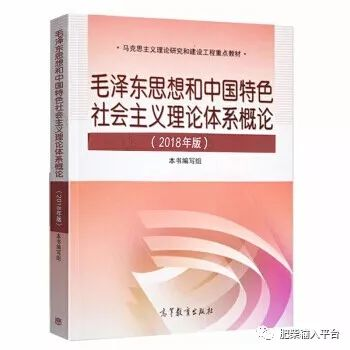 ·马克思主义理论研究和建设工程重点教材·
毛泽东思想和中国特色
社会主义理论体系概论
(2018年版)
本书编写组
高等教育出版社
毛泽东思想和中国特色社会主义理论体系概论
(2018年版)
本书编写组
肥柴输入平台